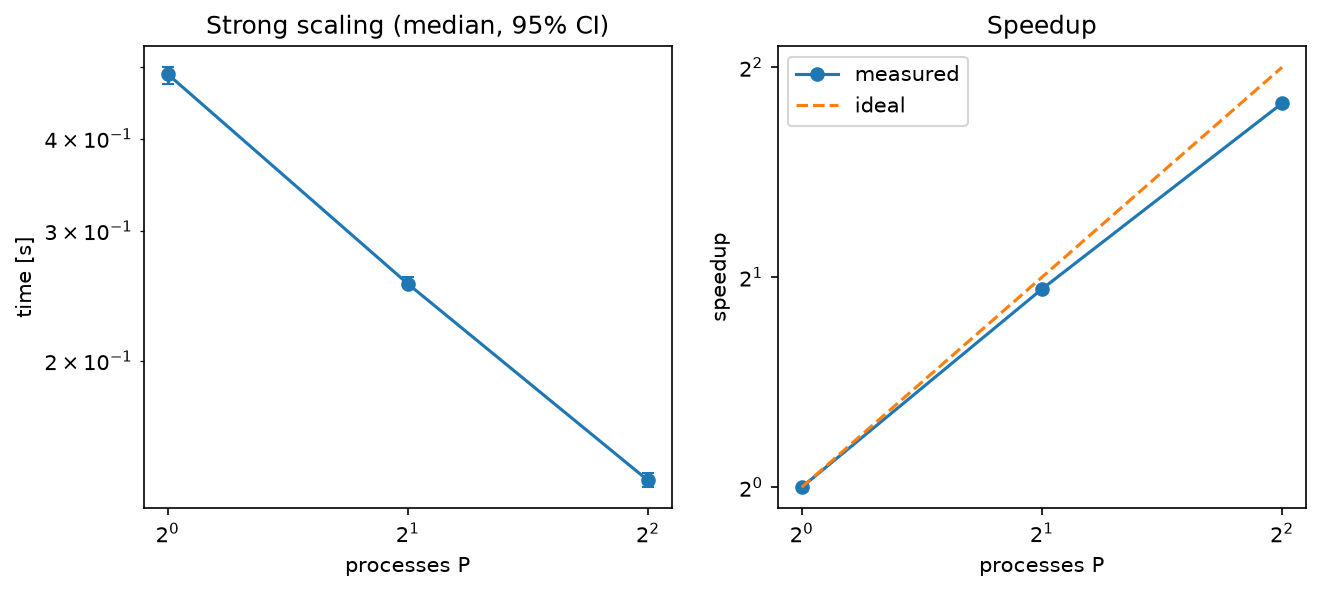 Strong scaling (median, 95% CI)
time [s]
4 × 10⁻¹
3 × 10⁻¹
2 × 10⁻¹
2⁰
2¹
2²
processes P
Speedup
measured
ideal
speedup
2²
2¹
2⁰
2⁰
2¹
2²
processes P